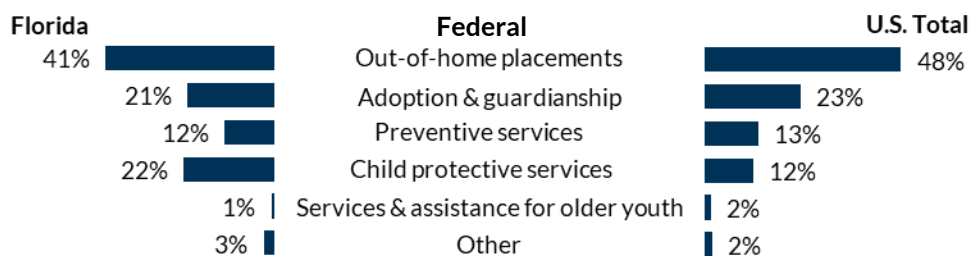 Florida Federal U.S. Total
41% Out-of-home placements 48%
21% Adoption & guardianship 23%
12% Preventive services 13%
22% Child protective services 12%
1% Services & assistance for older youth 2%
3% Other 2%